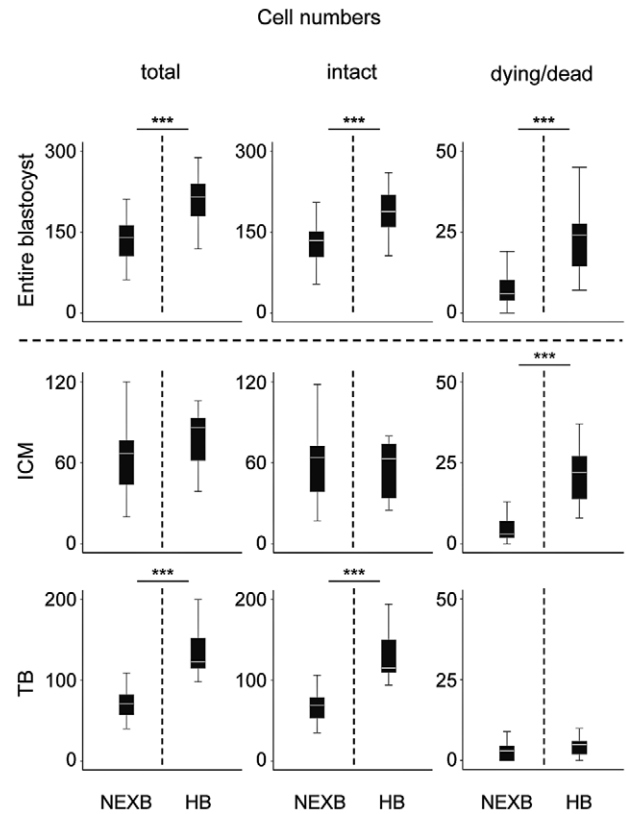 Cell numbers
total intact dying/dead
*** *** ***
Entire blastocyst
300 300 50
150 150 25
0 0 0
***
ICM
120 120 50
60 60 25
0 0 0
*** ***
TB
200 200 50
100 100 25
0 0 0
NEXB HB NEXB HB NEXB HB